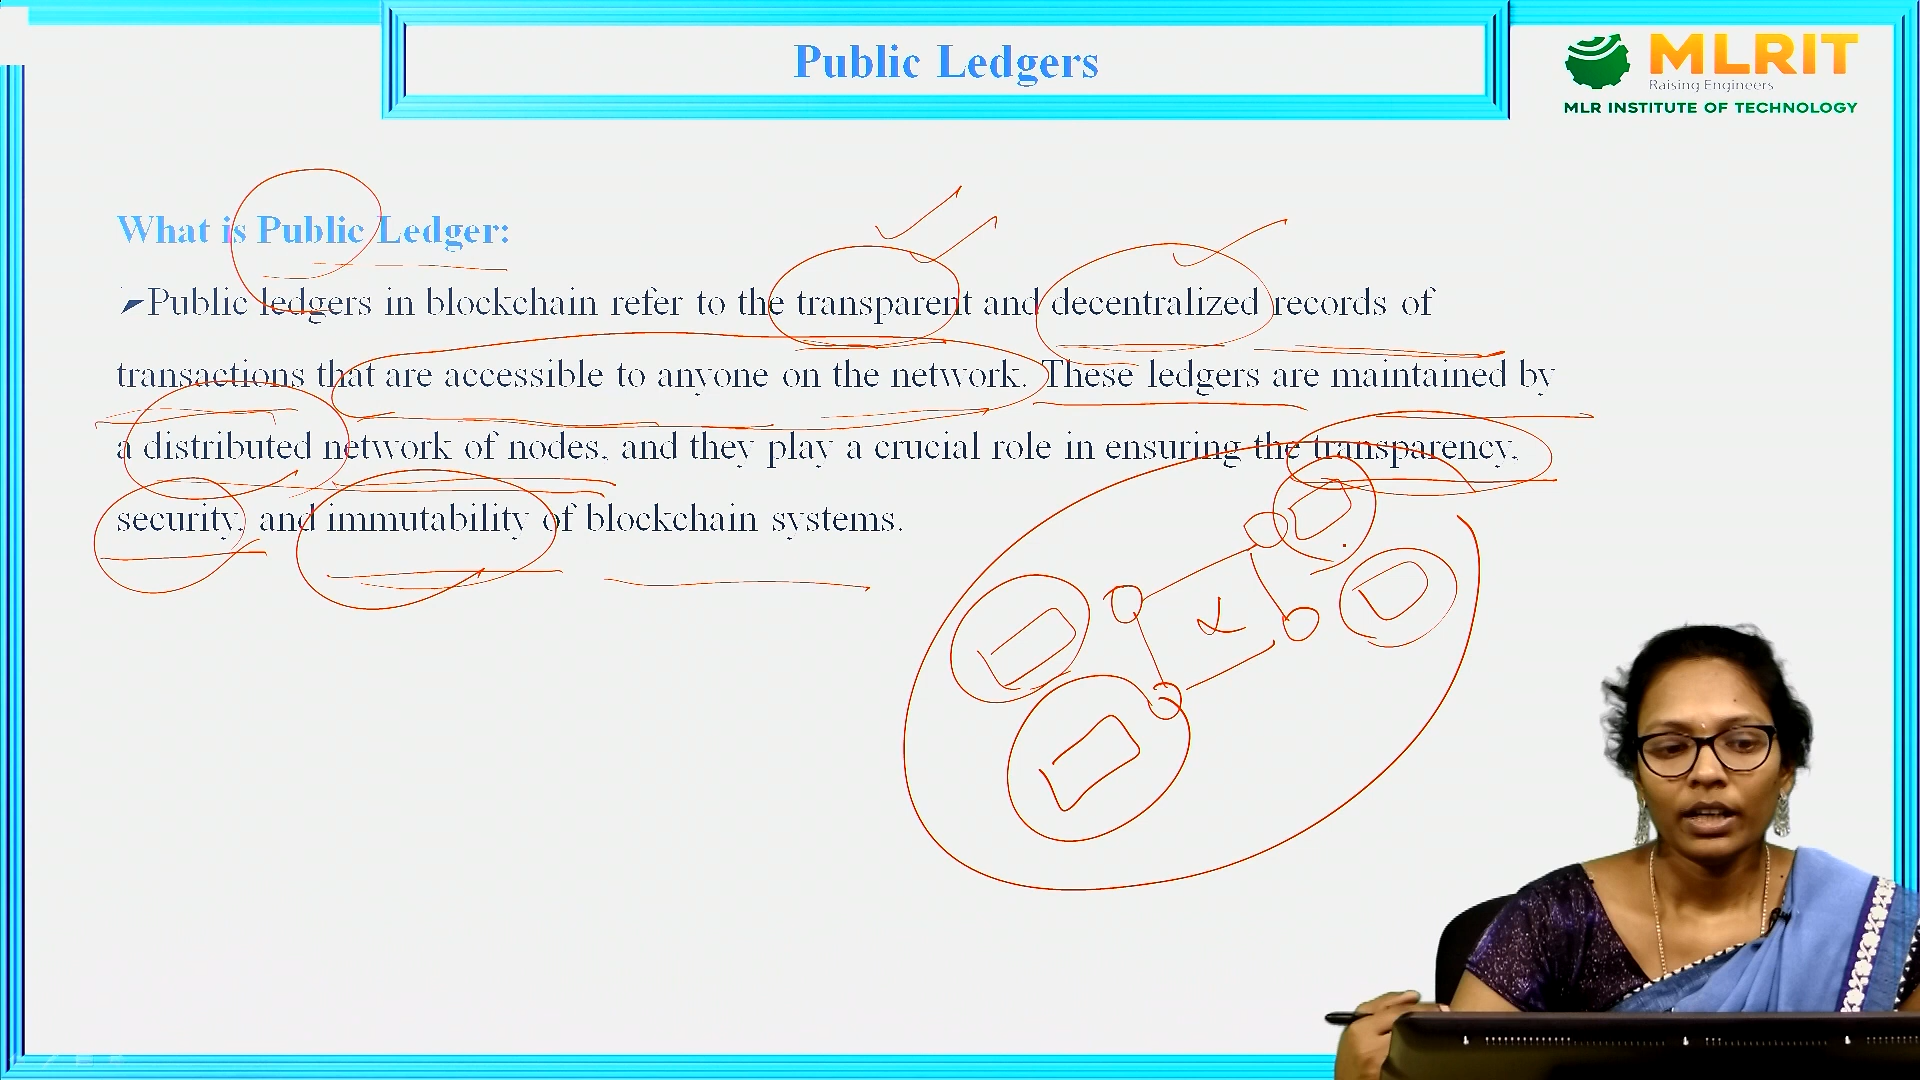 Public Ledgers
MLRIT
Raising Engineers
MLR INSTITUTE OF TECHNOLOGY
What is Public Ledger:
➢Public ledgers in blockchain refer to the transparent and decentralized records of
transactions that are accessible to anyone on the network. These ledgers are maintained by
a distributed network of nodes, and they play a crucial role in ensuring the transparency,
security, and immutability of blockchain systems.